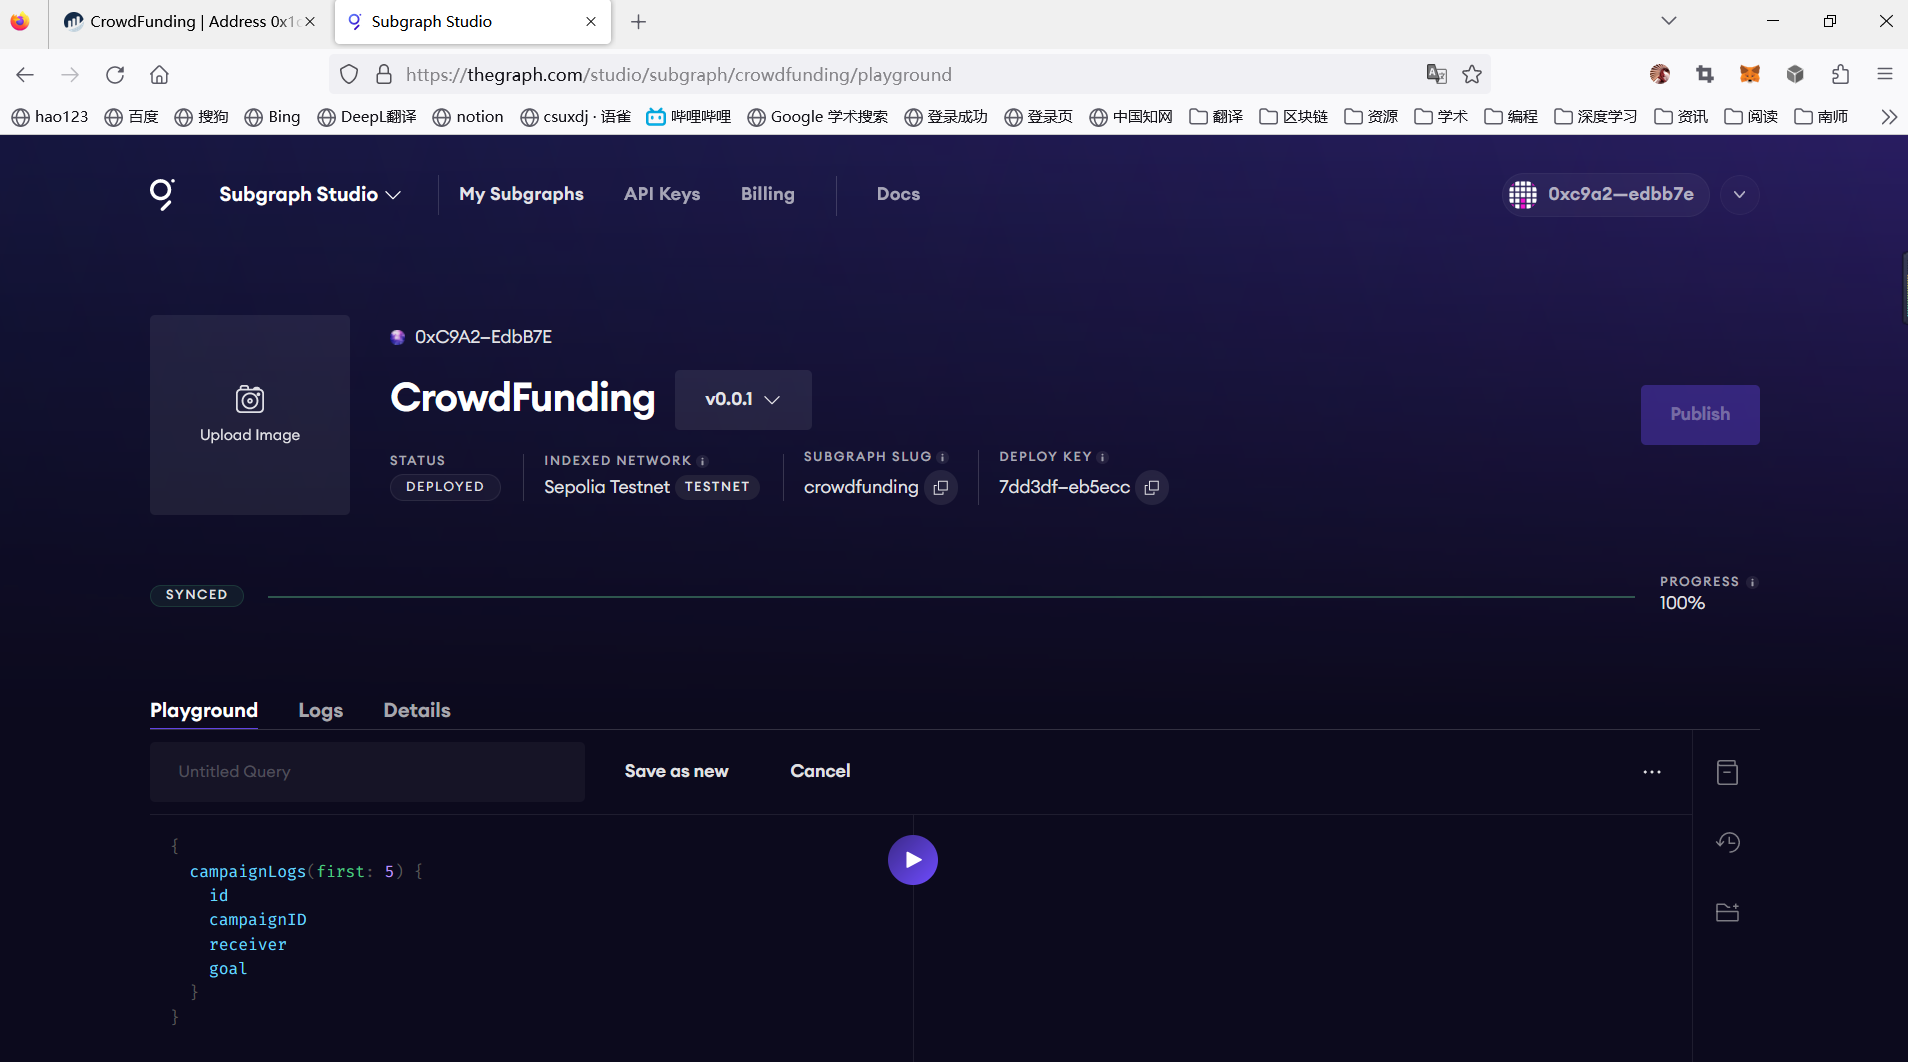 CrowdFunding | Address 0x1c
Subgraph Studio
https://thegraph.com/studio/subgraph/crowdfunding/playground
hao123 百度 搜狗 Bing DeepL翻译 notion csuxdj · 语雀 哔哩哔哩 Google 学术搜索 登录成功 登录页 中国知网 翻译 区块链 资源 学术 编程 深度学习 资讯 阅读 南师
Subgraph Studio My Subgraphs API Keys Billing Docs 0xc9a2—edbb7e
0xC9A2—EdbB7E
CrowdFunding v0.0.1
Upload Image
Publish
STATUS
DEPLOYED
INDEXED NETWORK
Sepolia Testnet TESTNET
SUBGRAPH SLUG
crowdfunding
DEPLOY KEY
7dd3df—eb5ecc
SYNCED
PROGRESS
100%
Playground Logs Details
Untitled Query Save as new Cancel
{
campaignLogs(first: 5) {
id
campaignID
receiver
goal
}
}